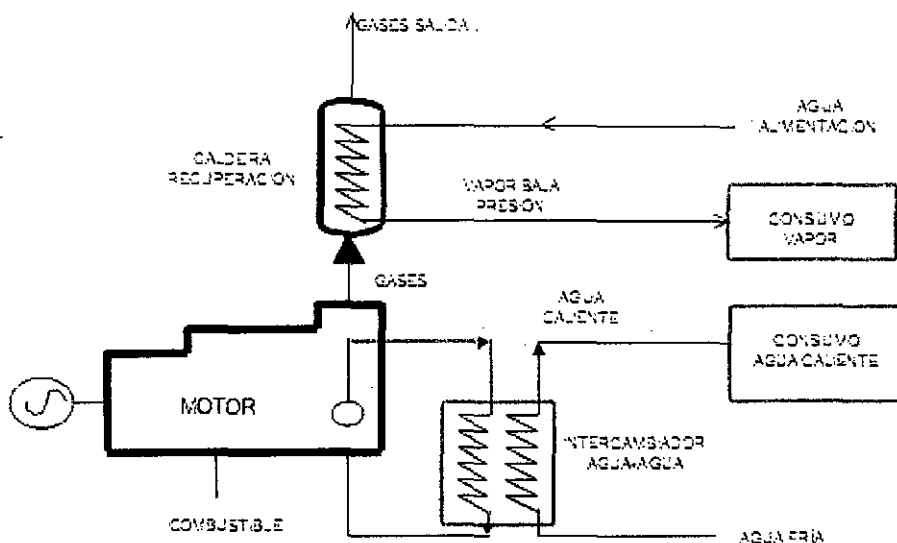 GASES SALIDA
AGUA
ALIMENTACION
CALDERA
RECUPERACION
VAPOR BAJA
PRESION
CONSUMO
VAPOR
GASES
AGUA
CALIENTE
CONSUMO
AGUA CALIENTE
MOTOR
INTERCAMBIADOR
AGUA-AGUA
COMBUSTIBLE
AGUA FRÍA